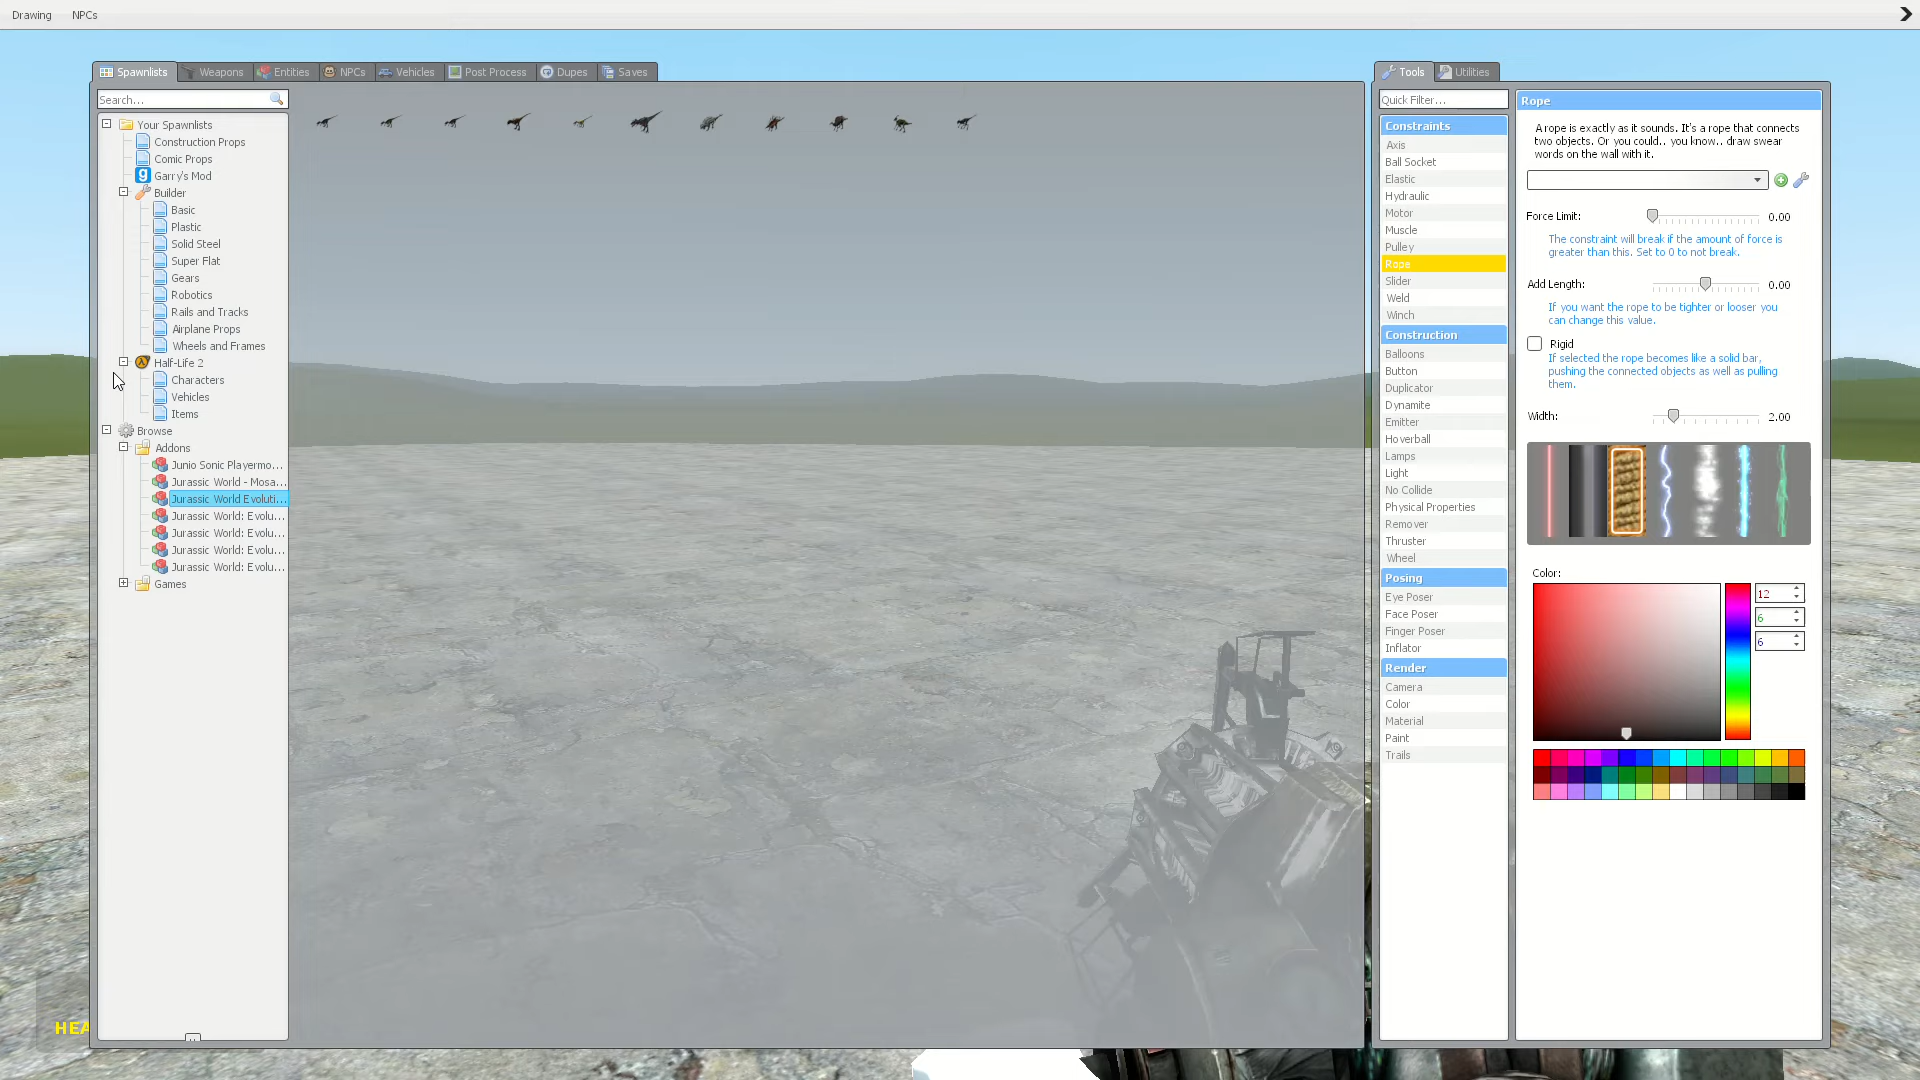 Drawing NPCs
Spawnlists Weapons Entities NPCs Vehicles Post Process Dupes Saves
Search...
Your Spawnlists
Construction Props
Comic Props
Garry's Mod
Builder
Basic
Plastic
Solid Steel
Super Flat
Gears
Robotics
Rails and Tracks
Airplane Props
Wheels and Frames
Half-Life 2
Characters
Vehicles
Items
Browse
Addons
Junio Sonic Playermo...
Jurassic World - Mosa...
Jurassic World Evoluti...
Jurassic World: Evolu...
Jurassic World: Evolu...
Jurassic World: Evolu...
Jurassic World: Evolu...
Games
HEA
Tools Utilities
Quick Filter...
Constraints
Axis
Ball Socket
Elastic
Hydraulic
Motor
Muscle
Pulley
Rope
Slider
Weld
Winch
Construction
Balloons
Button
Duplicator
Dynamite
Emitter
Hoverball
Lamps
Light
No Collide
Physical Properties
Remover
Thruster
Wheel
Posing
Eye Poser
Face Poser
Finger Poser
Inflator
Render
Camera
Color
Material
Paint
Trails
Rope
A rope is exactly as it sounds. It's a rope that connects
two objects. Or you could.. you know.. draw swear
words on the wall with it.
Force Limit: 0.00
The constraint will break if the amount of force is
greater than this. Set to 0 to not break.
Add Length: 0.00
If you want the rope to be tighter or looser you
can change this value.
Rigid
If selected the rope becomes like a solid bar,
pushing the connected objects as well as pulling
them.
Width: 2.00
Color:
12
6
6